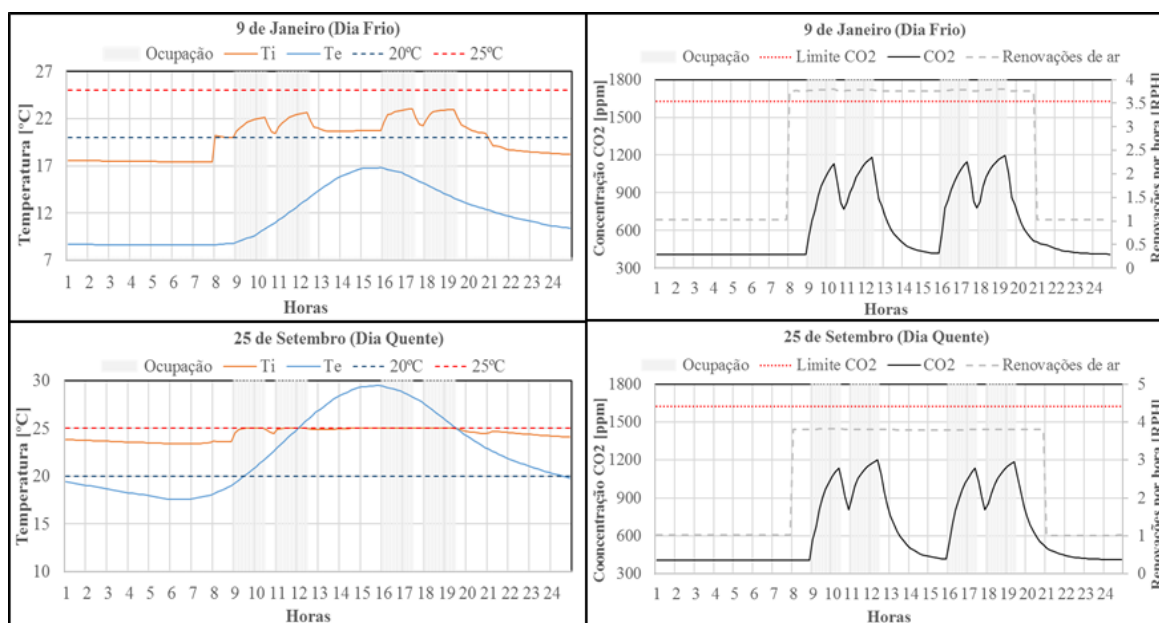 9 de Janeiro (Dia Frio)
Ocupação Ti Te 20ºC 25ºC
Temperatura [°C]
27
22
17
12
7
1 2 3 4 5 6 7 8 9 10 11 12 13 14 15 16 17 18 19 20 21 22 23 24
Horas
9 de Janeiro (Dia Frio)
Ocupação Limite CO2 CO2 Renovações de ar
Concentração CO2 [ppm]
1800
1500
1200
900
600
300
4
3.5
3
2.5
2
1.5
1
0.5
0
Renovações por hora [RPH]
1 2 3 4 5 6 7 8 9 10 11 12 13 14 15 16 17 18 19 20 21 22 23 24
Horas
25 de Setembro (Dia Quente)
Ocupação Ti Te 20ºC 25ºC
Temperatura [°C]
30
25
20
15
10
1 2 3 4 5 6 7 8 9 10 11 12 13 14 15 16 17 18 19 20 21 22 23 24
Horas
25 de Setembro (Dia Quente)
Ocupação Limite CO2 CO2 Renovações de ar
Cooncentração CO2 [ppm]
1800
1500
1200
900
600
300
5
4
3
2
1
0
Renovações por hora [RPH]
1 2 3 4 5 6 7 8 9 10 11 12 13 14 15 16 17 18 19 20 21 22 23 24
Horas